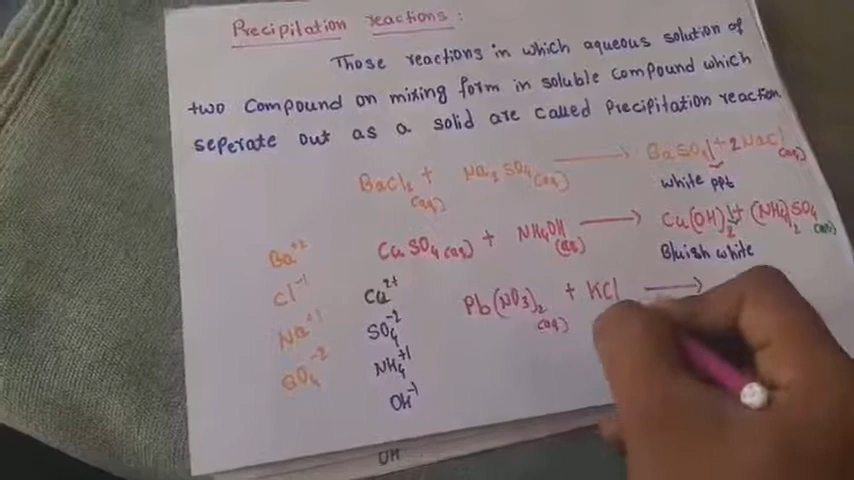 Precipilation reactions :
Those reactions in which aqueous solution of
two compound on mixing form in soluble compound which
seperate out as a solid are called Precipitation reaction
BaCl₂ + Na₂SO₄(aq) → BaSO₄↓ + 2NaCl
(aq) (aq)
white ppt
CuSO₄(aq) + NH₄OH → Cu(OH)₂↓ + (NH₄)₂SO₄
(aq) (aq)
Bluish white
Pb(NO₃)₂ + KCl →
(aq)
Ba⁺²
Cl⁻¹
Na⁺¹
SO₄⁻²
Cu²⁺
SO₄⁻²
NH₄⁺¹
OH⁻¹